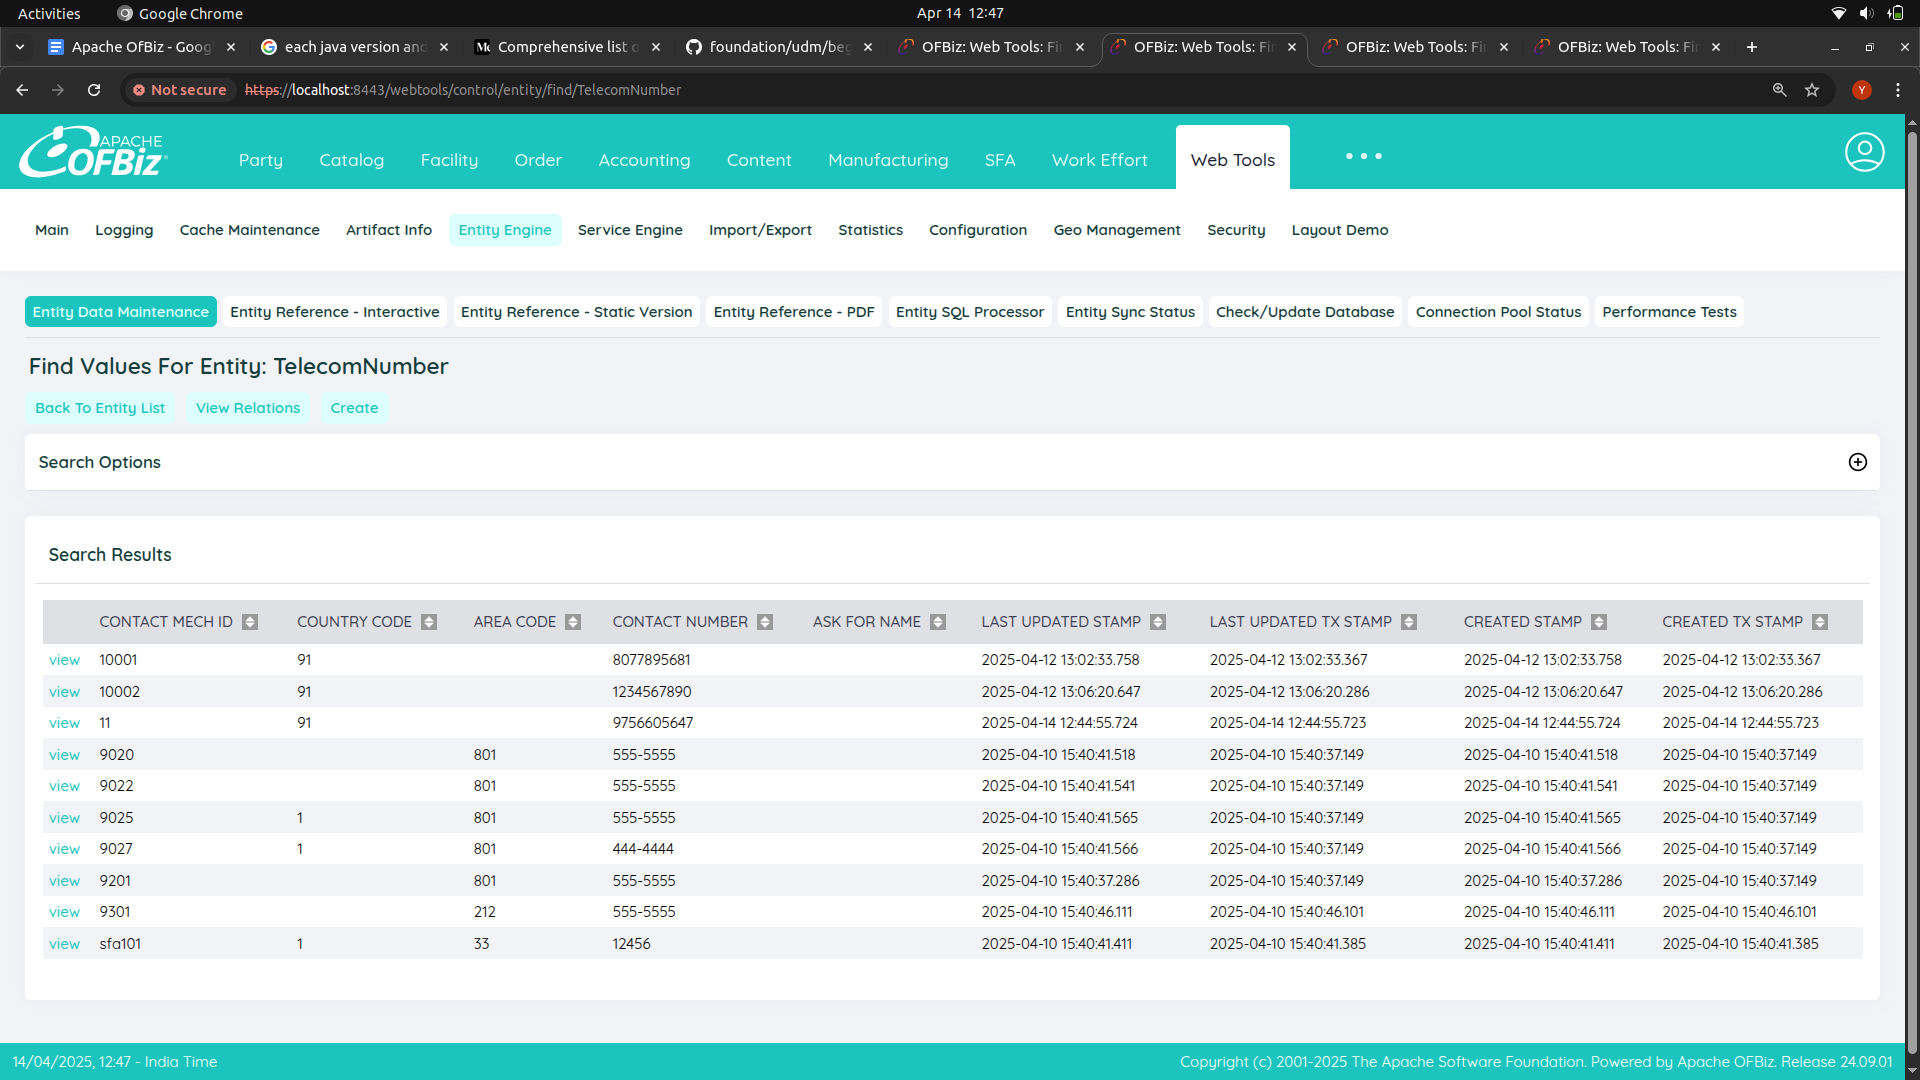 Activities Google Chrome Apr 14 12:47
Apache OfBiz - Goog each java version and Comprehensive list o foundation/udm/beg OFBiz: Web Tools: Fi OFBiz: Web Tools: Fi OFBiz: Web Tools: Fi OFBiz: Web Tools: Fi
Not secure https://localhost:8443/webtools/control/entity/find/TelecomNumber Y
APACHE OFBiz Party Catalog Facility Order Accounting Content Manufacturing SFA Work Effort Web Tools
Main Logging Cache Maintenance Artifact Info Entity Engine Service Engine Import/Export Statistics Configuration Geo Management Security Layout Demo
Entity Data Maintenance Entity Reference - Interactive Entity Reference - Static Version Entity Reference - PDF Entity SQL Processor Entity Sync Status Check/Update Database Connection Pool Status Performance Tests
Find Values For Entity: TelecomNumber
Back To Entity List View Relations Create
Search Options
Search Results
CONTACT MECH ID COUNTRY CODE AREA CODE CONTACT NUMBER ASK FOR NAME LAST UPDATED STAMP LAST UPDATED TX STAMP CREATED STAMP CREATED TX STAMP
view 10001 91 8077895681 2025-04-12 13:02:33.758 2025-04-12 13:02:33.367 2025-04-12 13:02:33.758 2025-04-12 13:02:33.367
view 10002 91 1234567890 2025-04-12 13:06:20.647 2025-04-12 13:06:20.286 2025-04-12 13:06:20.647 2025-04-12 13:06:20.286
view 11 91 9756605647 2025-04-14 12:44:55.724 2025-04-14 12:44:55.723 2025-04-14 12:44:55.724 2025-04-14 12:44:55.723
view 9020 801 555-5555 2025-04-10 15:40:41.518 2025-04-10 15:40:37.149 2025-04-10 15:40:41.518 2025-04-10 15:40:37.149
view 9022 801 555-5555 2025-04-10 15:40:41.541 2025-04-10 15:40:37.149 2025-04-10 15:40:41.541 2025-04-10 15:40:37.149
view 9025 1 801 555-5555 2025-04-10 15:40:41.565 2025-04-10 15:40:37.149 2025-04-10 15:40:41.565 2025-04-10 15:40:37.149
view 9027 1 801 444-4444 2025-04-10 15:40:41.566 2025-04-10 15:40:37.149 2025-04-10 15:40:41.566 2025-04-10 15:40:37.149
view 9201 801 555-5555 2025-04-10 15:40:37.286 2025-04-10 15:40:37.149 2025-04-10 15:40:37.286 2025-04-10 15:40:37.149
view 9301 212 555-5555 2025-04-10 15:40:46.111 2025-04-10 15:40:46.101 2025-04-10 15:40:46.111 2025-04-10 15:40:46.101
view sfa101 1 33 12456 2025-04-10 15:40:41.411 2025-04-10 15:40:41.385 2025-04-10 15:40:41.411 2025-04-10 15:40:41.385
14/04/2025, 12:47 - India Time Copyright (c) 2001-2025 The Apache Software Foundation. Powered by Apache OFBiz. Release 24.09.01